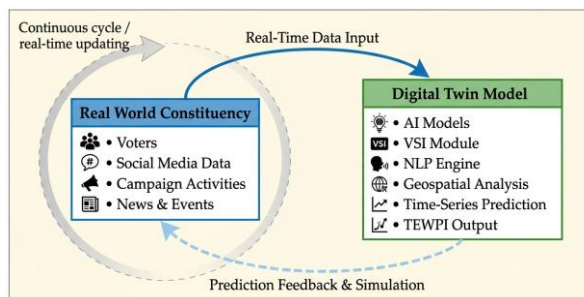 Continuous cycle /
real-time updating
Real-Time Data Input
Real World Constituency
• Voters
# • Social Media Data
• Campaign Activities
• News & Events
Digital Twin Model
• AI Models
VSI • VSI Module
• NLP Engine
• Geospatial Analysis
• Time-Series Prediction
• TEWPI Output
Prediction Feedback & Simulation